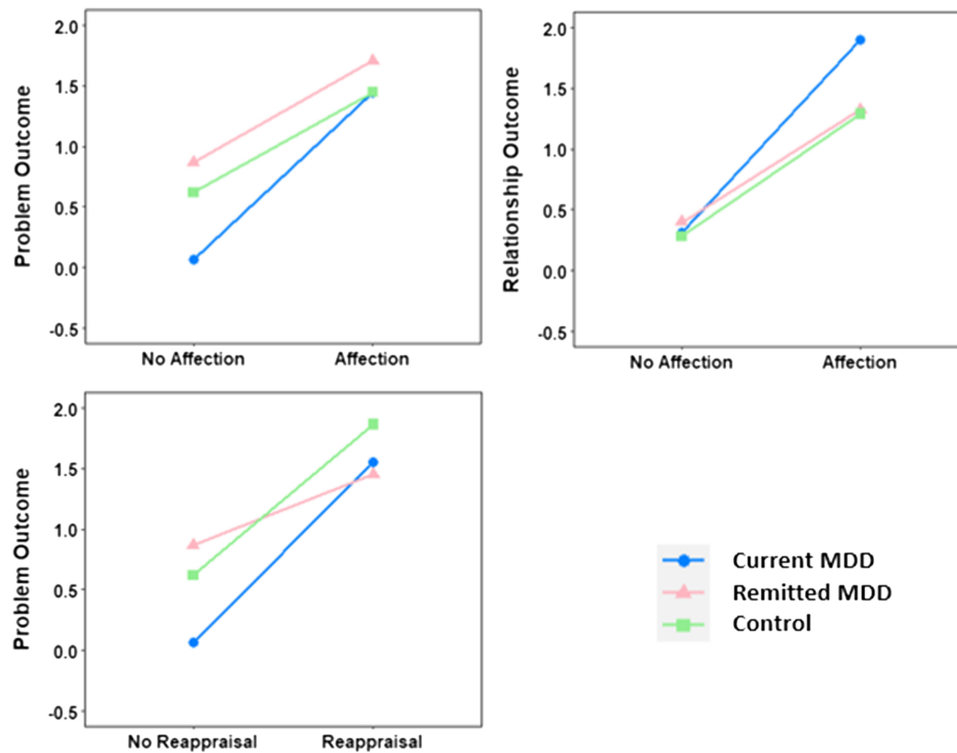 Problem Outcome
2.0
1.5
1.0
0.5
0.0
-0.5
No Affection Affection
Relationship Outcome
2.0
1.5
1.0
0.5
0.0
-0.5
No Affection Affection
Problem Outcome
2.0
1.5
1.0
0.5
0.0
-0.5
No Reappraisal Reappraisal
Current MDD
Remitted MDD
Control